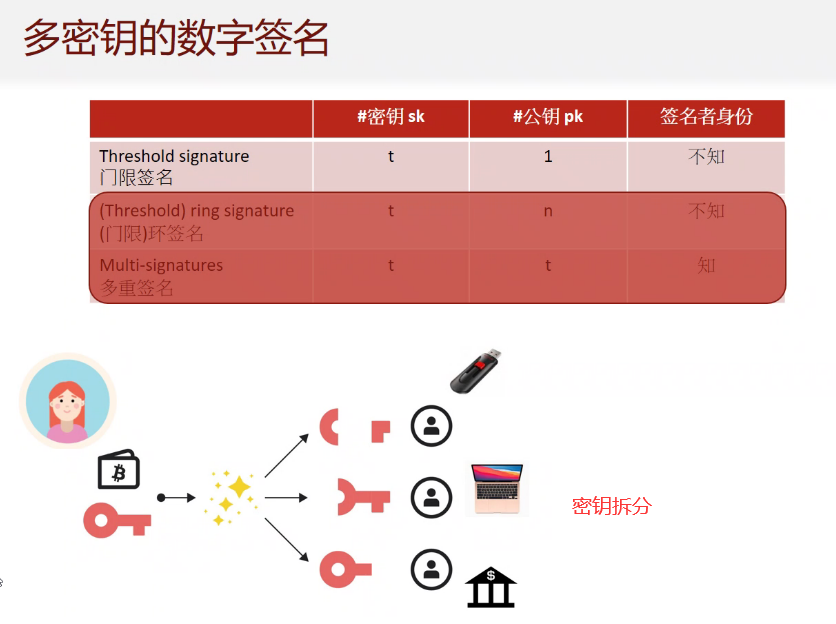 多密钥的数字签名
#密钥 sk #公钥 pk 签名者身份
Threshold signature t 1 不知
门限签名
(Threshold) ring signature t n 不知
(门限)环签名
Multi-signatures t t 知
多重签名
密钥拆分